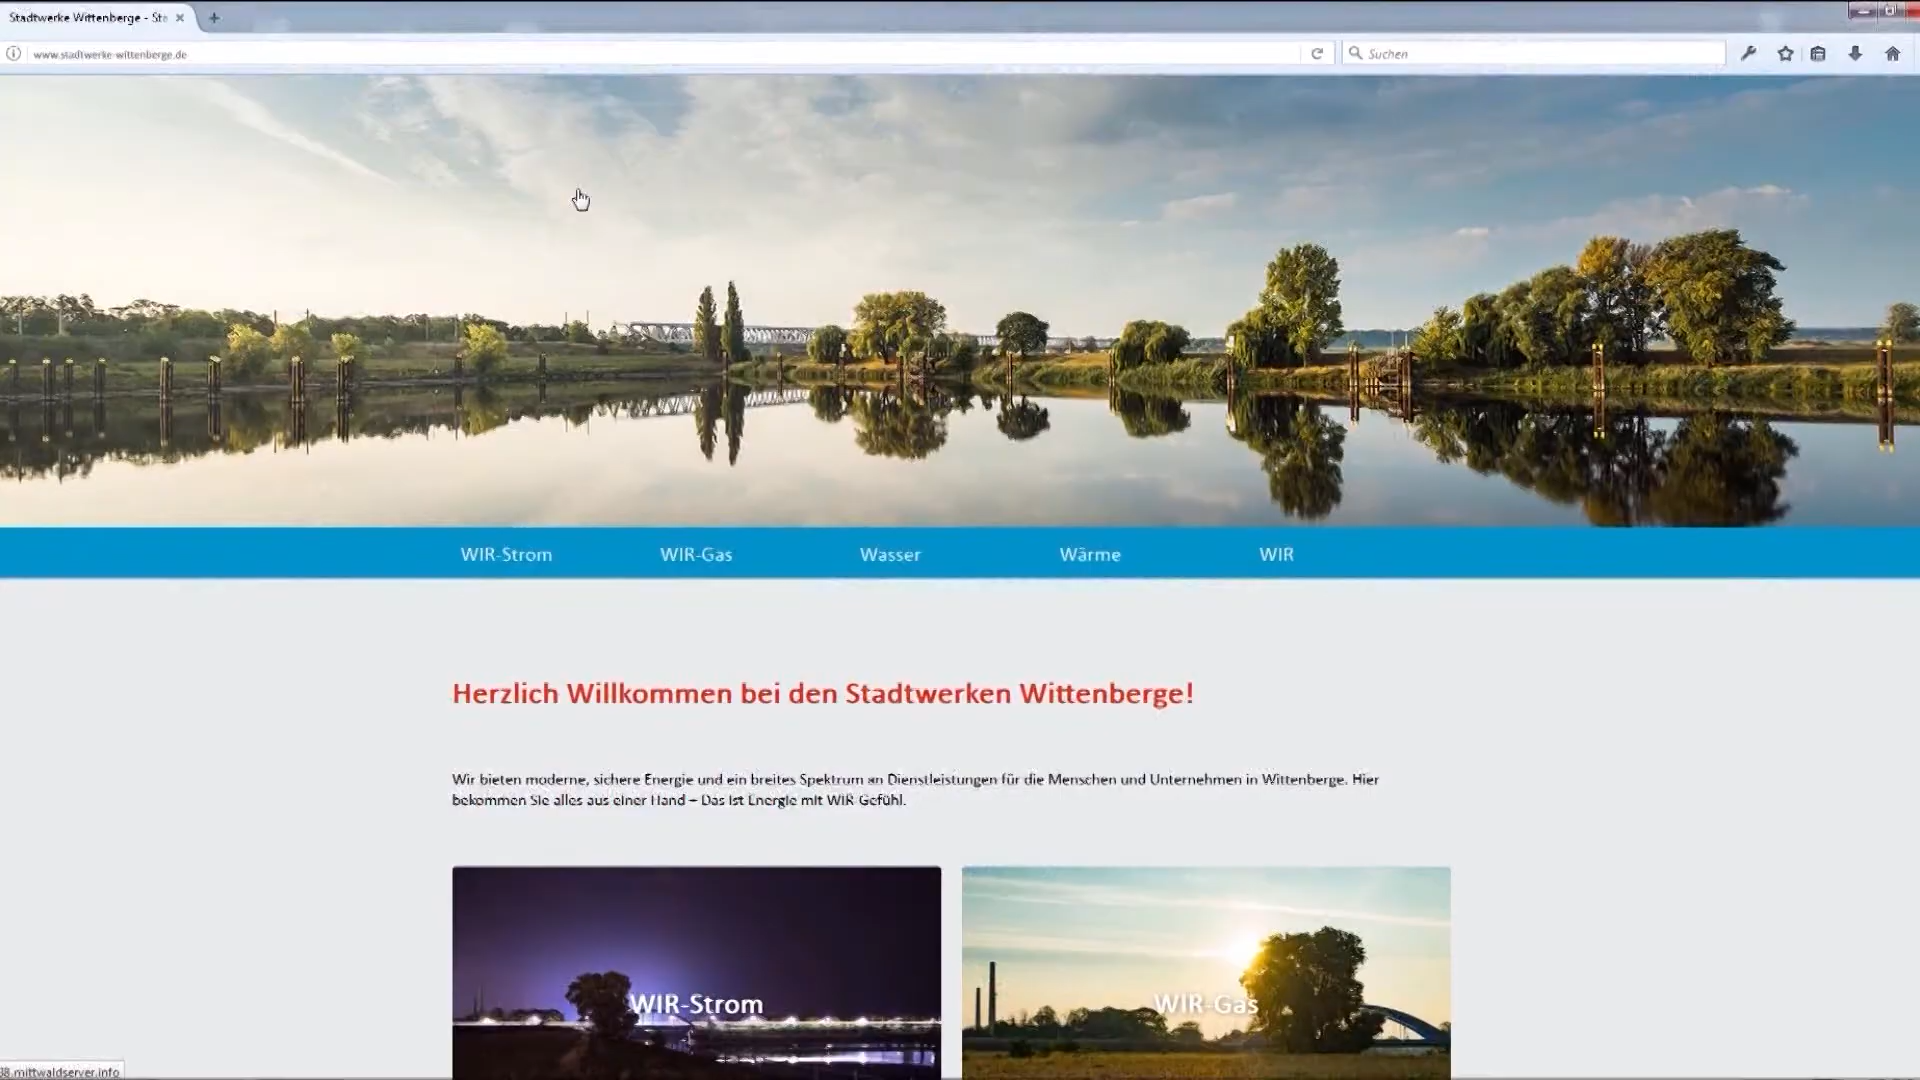 Stadtwerke Wittenberge - Sta
www.stadtwerke-wittenberge.de
Suchen
WIR-Strom WIR-Gas Wasser Wärme WIR
Herzlich Willkommen bei den Stadtwerken Wittenberge!
Wir bieten moderne, sichere Energie und ein breites Spektrum an Dienstleistungen für die Menschen und Unternehmen in Wittenberge. Hier
bekommen Sie alles aus einer Hand – Das ist Energie mit WIR Gefühl.
WIR-Strom
WIR-Gas
38.mittwaldserver.info